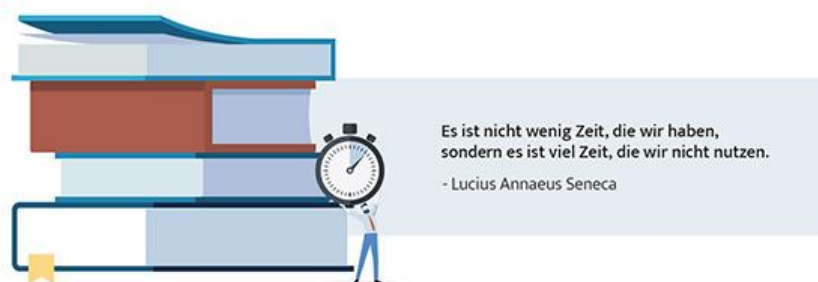 Es ist nicht wenig Zeit, die wir haben,
sondern es ist viel Zeit, die wir nicht nutzen.
- Lucius Annaeus Seneca